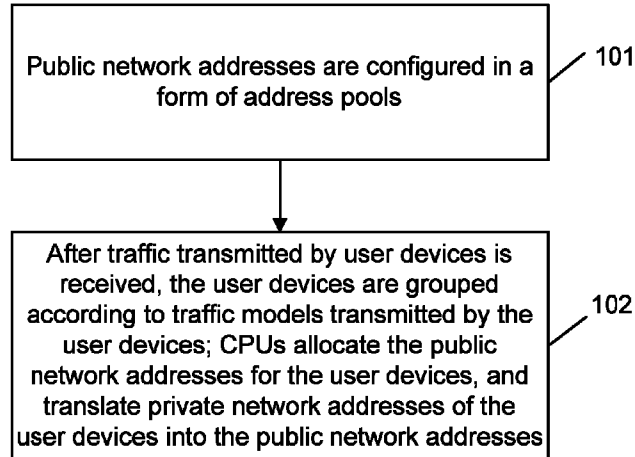 Public network addresses are configured in a
form of address pools
101
After traffic transmitted by user devices is
received, the user devices are grouped
according to traffic models transmitted by the
user devices; CPUs allocate the public
network addresses for the user devices, and
translate private network addresses of the
user devices into the public network addresses
102